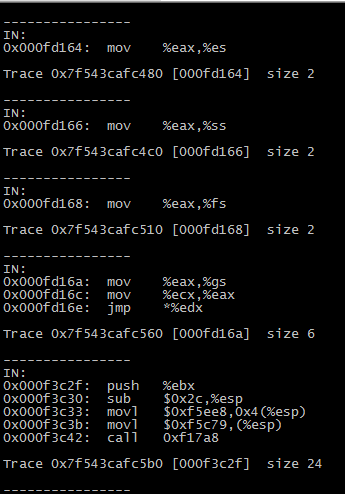 ----------------
IN:
0x000fd164:  mov    %eax,%es

Trace 0x7f543cafc480 [000fd164]  size 2

----------------
IN:
0x000fd166:  mov    %eax,%ss

Trace 0x7f543cafc4c0 [000fd166]  size 2

----------------
IN:
0x000fd168:  mov    %eax,%fs

Trace 0x7f543cafc510 [000fd168]  size 2

----------------
IN:
0x000fd16a:  mov    %eax,%gs
0x000fd16c:  mov    %ecx,%eax
0x000fd16e:  jmp    *%edx

Trace 0x7f543cafc560 [000fd16a]  size 6

----------------
IN:
0x000f3c2f:  push   %ebx
0x000f3c30:  sub    $0x2c,%esp
0x000f3c33:  movl   $0xf5ee8,0x4(%esp)
0x000f3c3b:  movl   $0xf5c79,(%esp)
0x000f3c42:  call   0xf17a8

Trace 0x7f543cafc5b0 [000f3c2f]  size 24

----------------